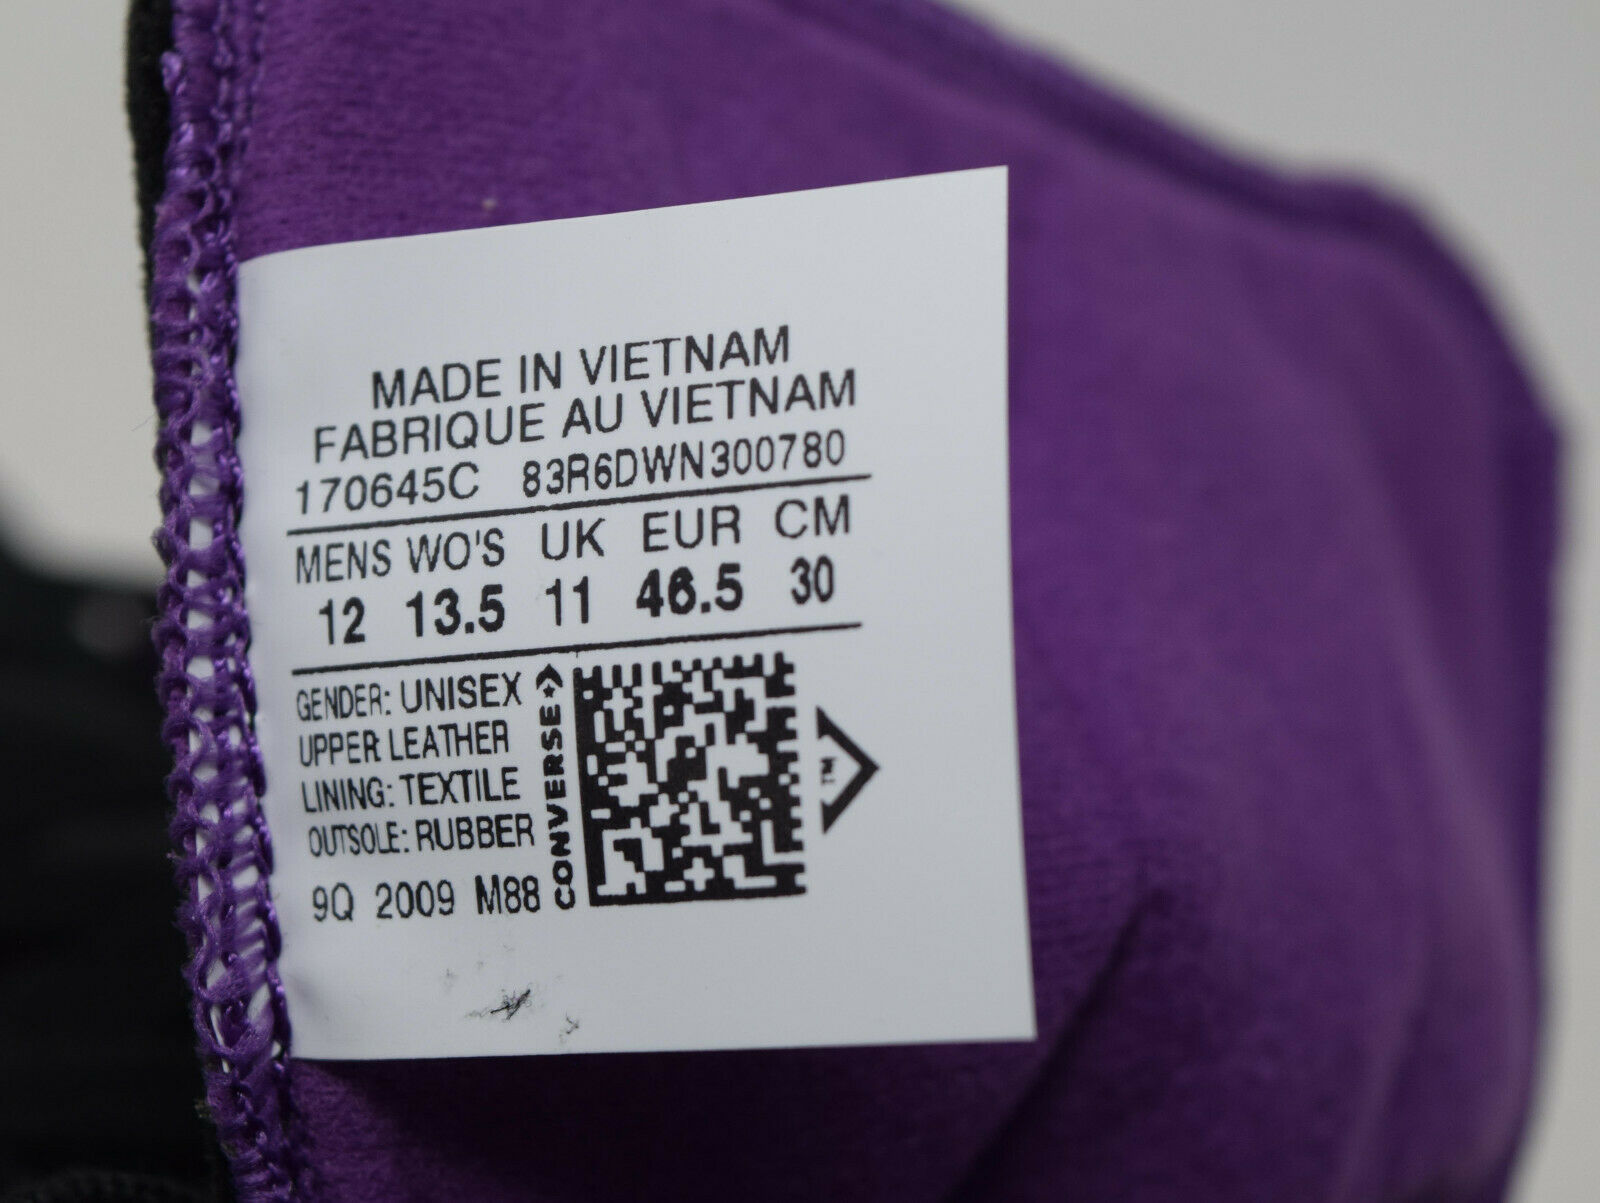 MADE IN VIETNAM
FABRIQUE AU VIETNAM
170645C 83R6DWN300780
MENS WO'S UK EUR CM
12 13.5 11 46.5 30
GENDER: UNISEX
UPPER LEATHER
LINING: TEXTILE
OUTSOLE: RUBBER
9Q 2009 M88
CONVERSE
TM